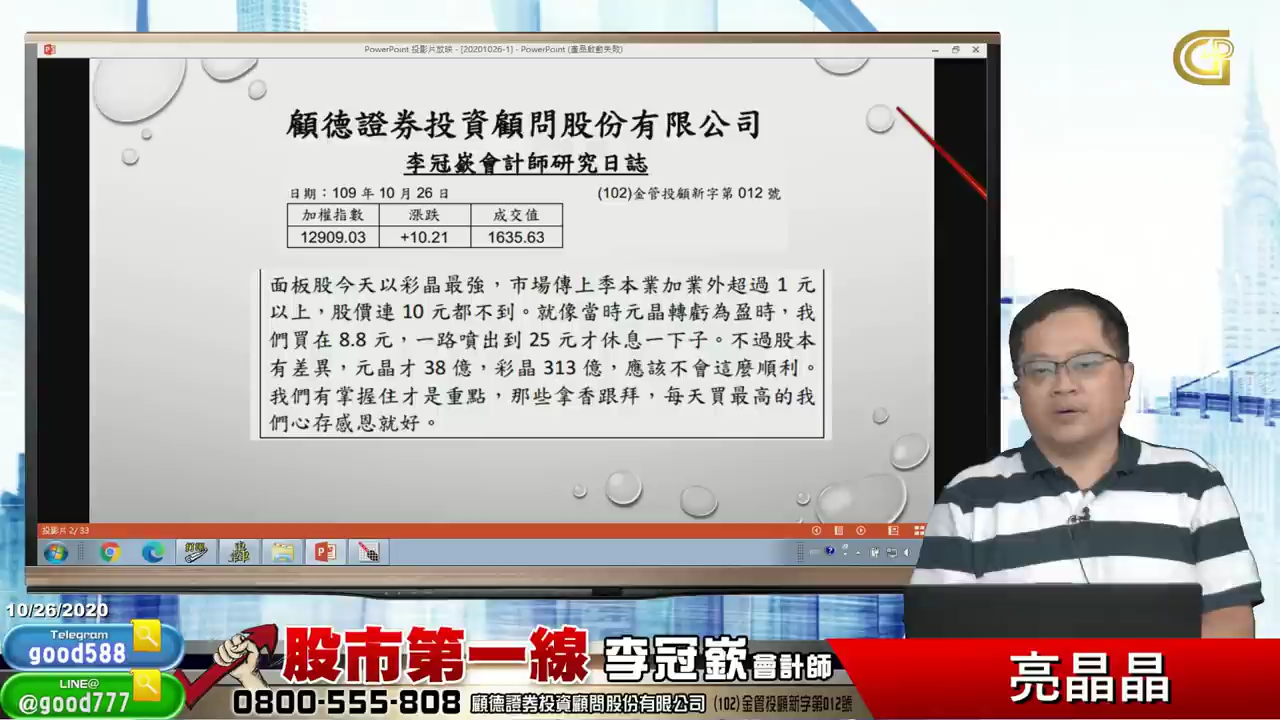 PowerPoint 投影片放映 - [20201026-1] - PowerPoint (產品啟動失敗)
顧德證券投資顧問股份有限公司
李冠嶔會計師研究日誌
日期：109 年 10 月 26 日
(102)金管投顧新字第 012 號
加權指數 漲跌 成交值
12909.03 +10.21 1635.63
面板股今天以彩晶最強，市場傳上季本業加業外超過 1 元
以上，股價連 10 元都不到。就像當時元晶轉虧為盈時，我
們買在 8.8 元，一路噴出到 25 元才休息一下子。不過股本
有差異，元晶才 38 億，彩晶 313 億，應該不會這麼順利。
我們有掌握住才是重點，那些拿香跟拜，每天買最高的我
們心存感恩就好。
投影片 2/ 33
10/26/2020
Telegram
good588
LINE@
@good777
股市第一線 李冠嶔會計師
0800-555-808 顧德證券投資顧問股份有限公司 (102)金管投顧新字第012號
亮晶晶